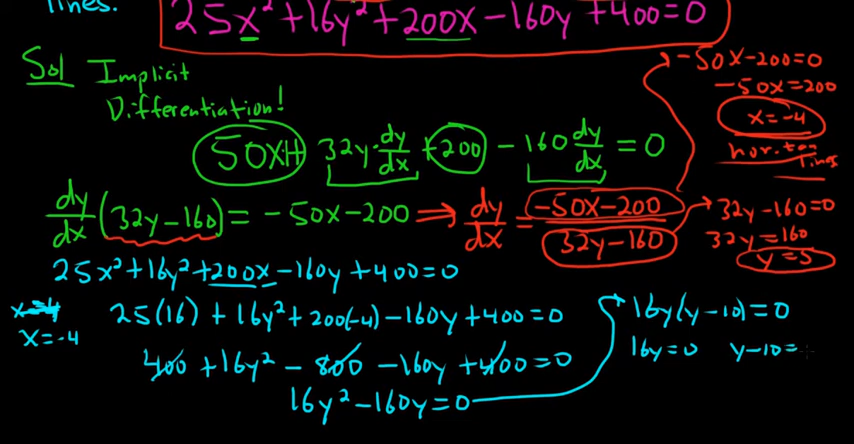 lines.
25x² + 16y² + 200x - 160y + 400 = 0
Sol Implicit
Differentiation!
50x + 32y · dy/dx + 200 - 160 dy/dx = 0
dy/dx (32y - 160) = -50x - 200 ⇒ dy/dx = (-50x - 200)/(32y - 160)
-50x - 200 = 0
-50x = 200
x = -4
hor. tan
lines
32y - 160 = 0
32y = 160
y = 5
25x² + 16y² + 200x - 160y + 400 = 0
x = -4
25(16) + 16y² + 200(-4) - 160y + 400 = 0
400 + 16y² - 800 - 160y + 400 = 0
16y² - 160y = 0
16y(y - 10) = 0
16y = 0 y - 10 =